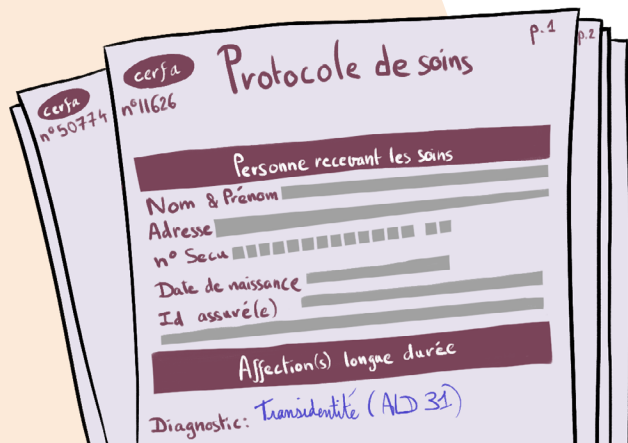 p.1
p.2
cerfa
n°11626
Protocole de soins
cerfa
n°50774
Personne recevant les soins
Nom & Prénom
Adresse
n° Secu
Date de naissance
Id assuré(e)
Affection(s) longue durée
Diagnostic: Transidentité (ALD 31)